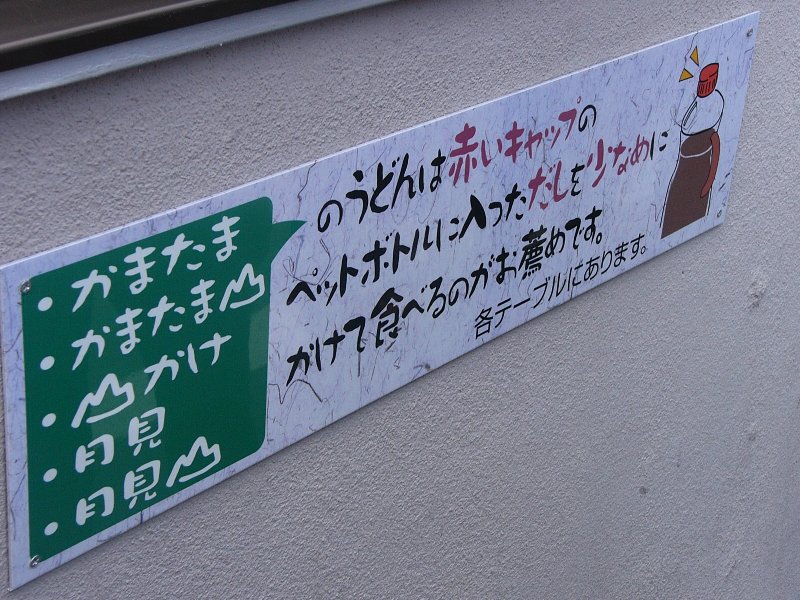 ・かまたま
・かまたま山
・山かけ
・月見
・月見山
のうどんは赤いキャップの
ペットボトルに入っただしを少なめに
かけて食べるのがお薦めです。
各テーブルにあります。